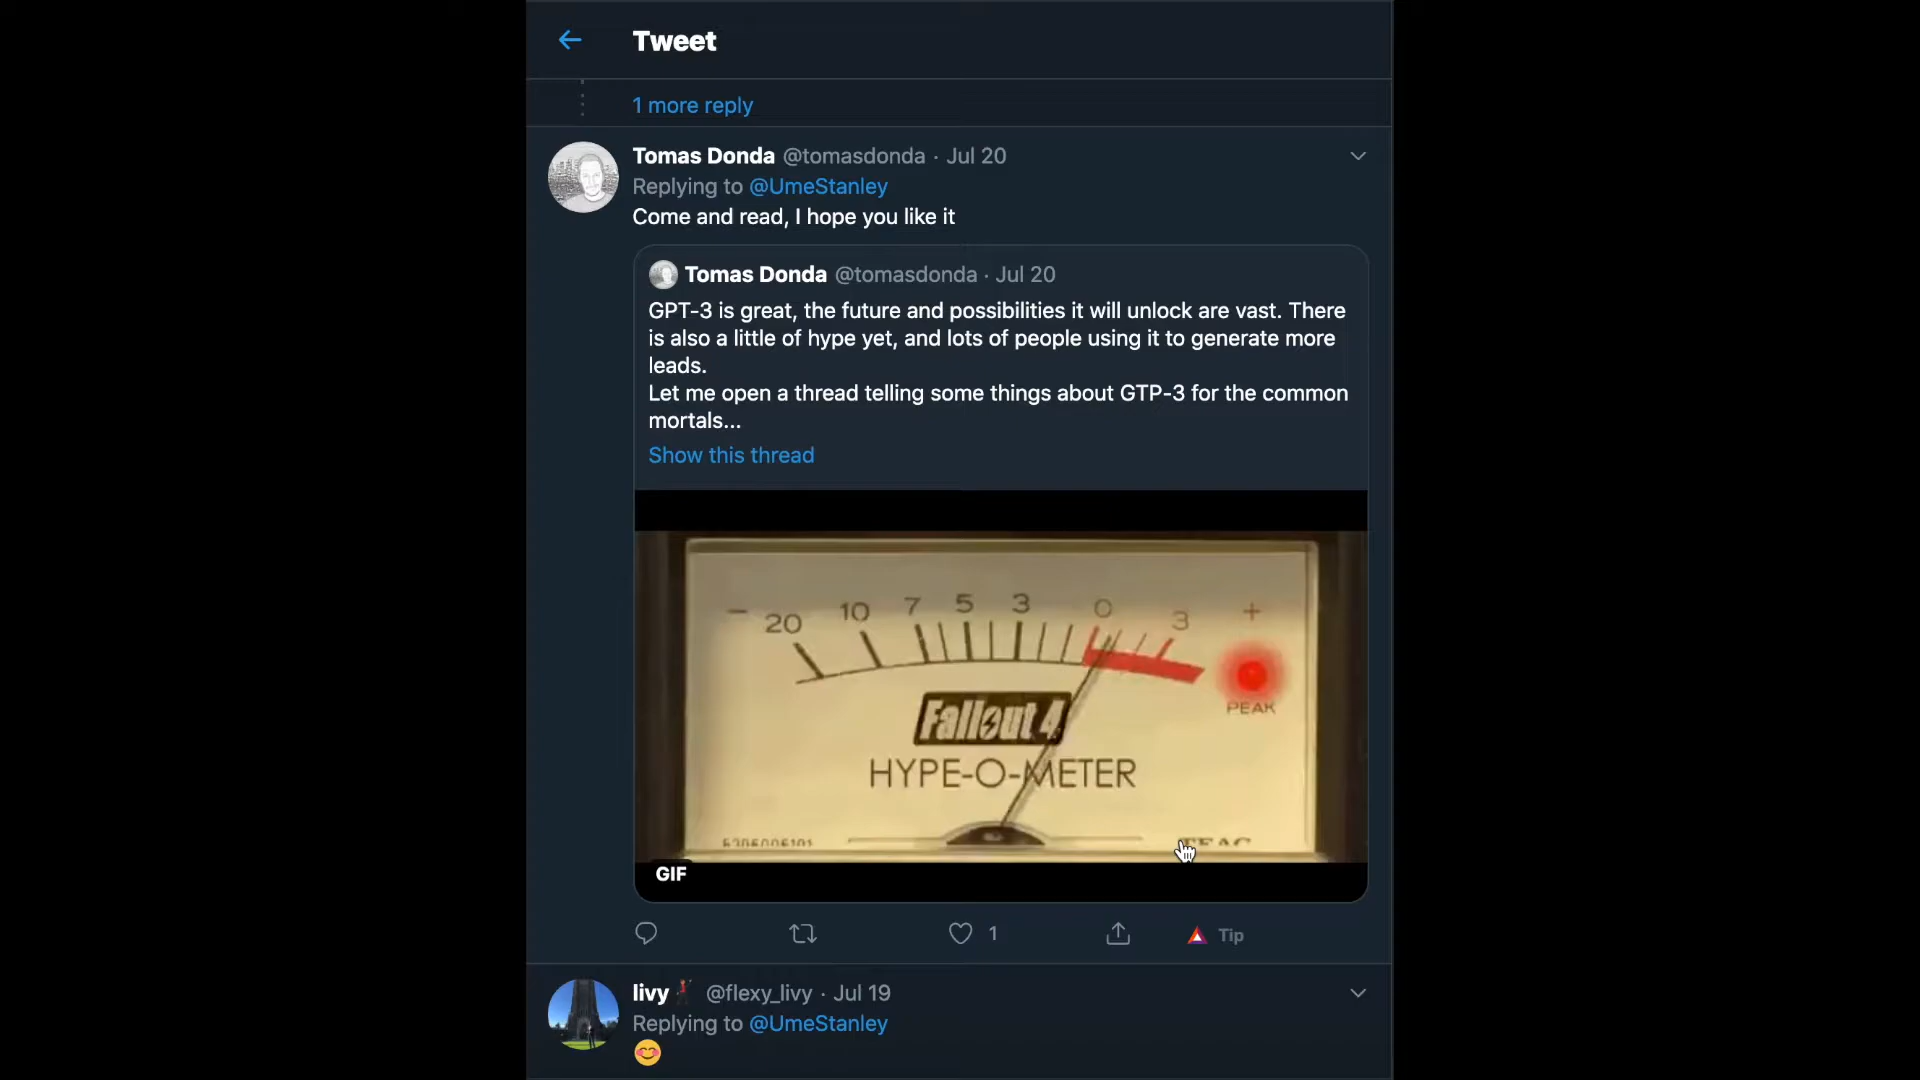 Tweet
1 more reply
Tomas Donda @tomasdonda · Jul 20
Replying to @UmeStanley
Come and read, I hope you like it
Tomas Donda @tomasdonda · Jul 20
GPT-3 is great, the future and possibilities it will unlock are vast. There
is also a little of hype yet, and lots of people using it to generate more
leads.
Let me open a thread telling some things about GTP-3 for the common
mortals...
Show this thread
− 20 10 7 5 3 0 3 +
PEAK
Fallout 4
HYPE-O-METER
GIF
1
Tip
livy @flexy_livy · Jul 19
Replying to @UmeStanley
😊